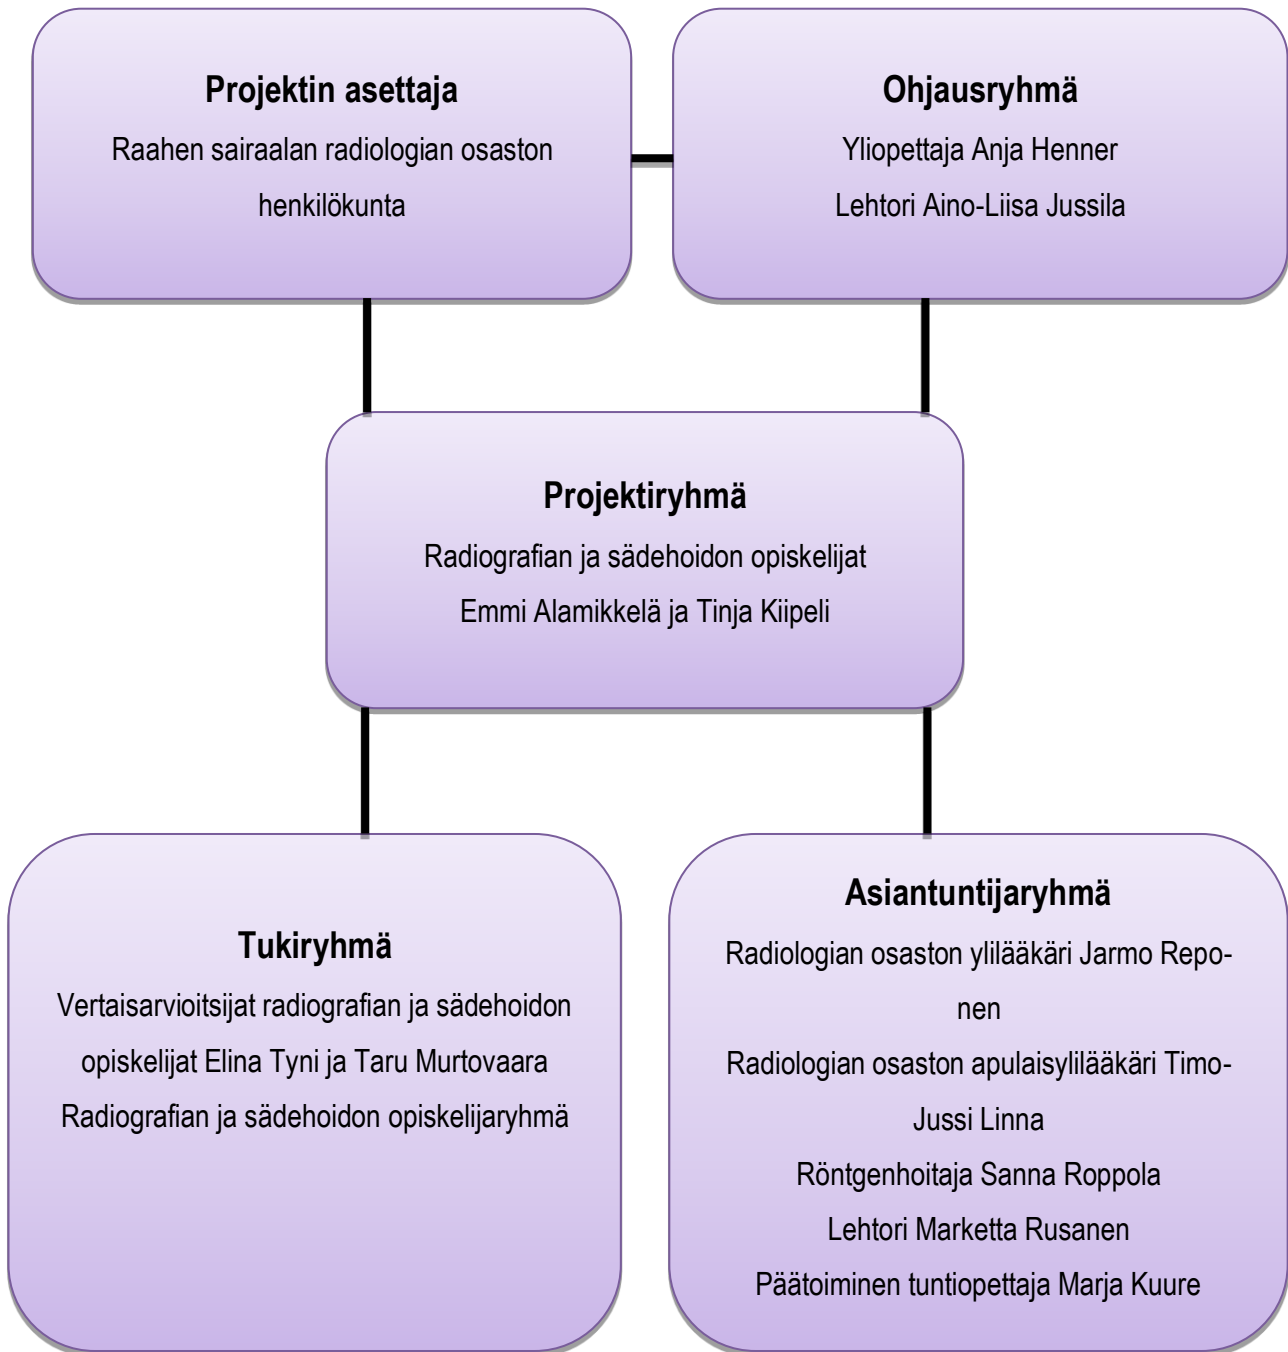 Projektin asettaja
Raahen sairaalan radiologian osaston
henkilökunta
Ohjausryhmä
Yliopettaja Anja Henner
Lehtori Aino-Liisa Jussila
Projektiryhmä
Radiografian ja sädehoidon opiskelijat
Emmi Alamikkelä ja Tinja Kiipeli
Tukiryhmä
Vertaisarvioitsijat radiografian ja sädehoidon
opiskelijat Elina Tyni ja Taru Murtovaara
Radiografian ja sädehoidon opiskelijaryhmä
Asiantuntijaryhmä
Radiologian osaston ylilääkäri Jarmo Repo-
nen
Radiologian osaston apulaisylilääkäri Timo-
Jussi Linna
Röntgenhoitaja Sanna Roppola
Lehtori Marketta Rusanen
Päätoiminen tuntiopettaja Marja Kuure